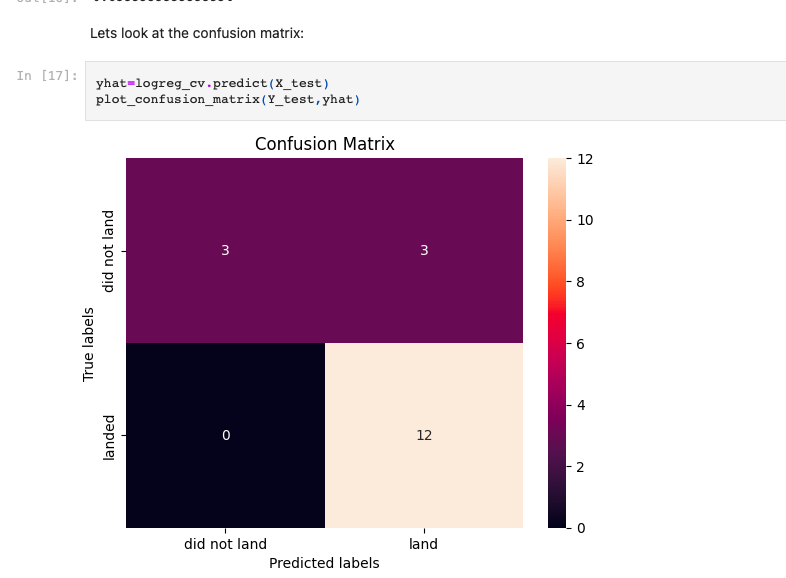 Lets look at the confusion matrix:
In [17]:
yhat=logreg_cv.predict(X_test)
plot_confusion_matrix(Y_test,yhat)
Confusion Matrix
12
10
8
6
4
2
0
True labels
did not land
landed
3
3
0
12
did not land
land
Predicted labels